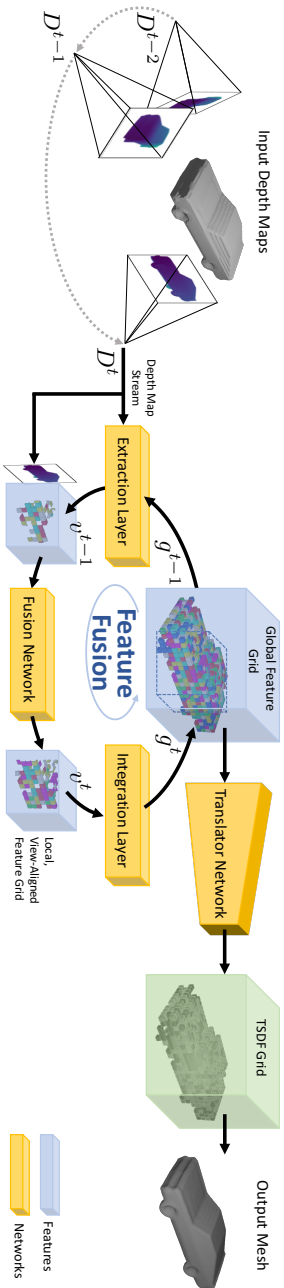 Input Depth Maps
D^{t-2}
D^{t-1}
D^t
Depth Map
Stream
Extraction Layer
g^{t-1}
v^{t-1}
Global Feature
Grid
Feature
Fusion
Fusion Network
g^t
v^t
Integration Layer
Local,
View-Aligned
Feature Grid
Translator Network
TSDF Grid
Output Mesh
Features
Networks